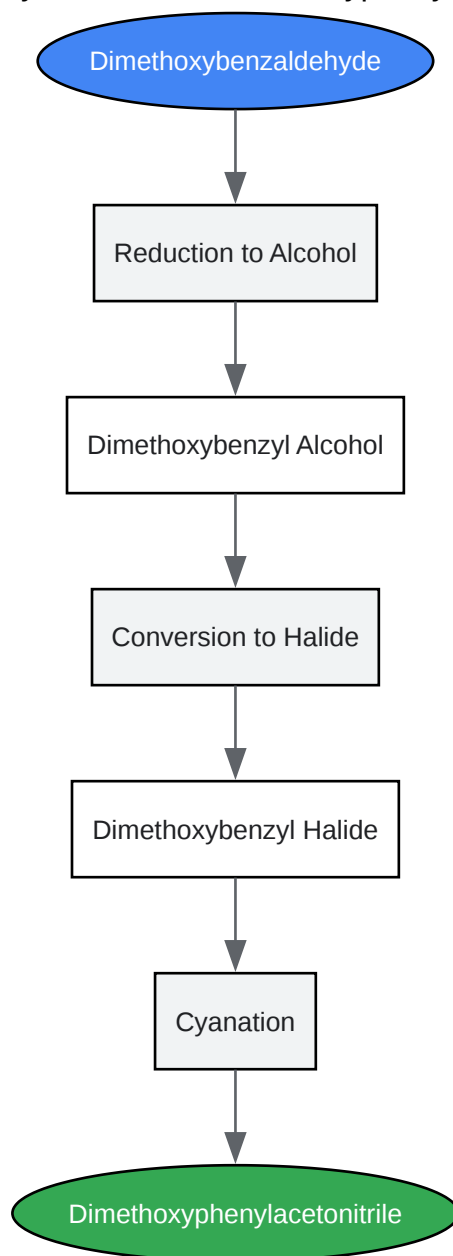 Dimethoxybenzaldehyde
Reduction to Alcohol
Dimethoxybenzyl Alcohol
Conversion to Halide
Dimethoxybenzyl Halide
Cyanation
Dimethoxyphenylacetonitrile